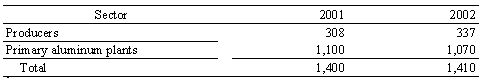 Sector 2001 2002
Producers 308 337
Primary aluminum plants 1,100 1,070
Total 1,400 1,410